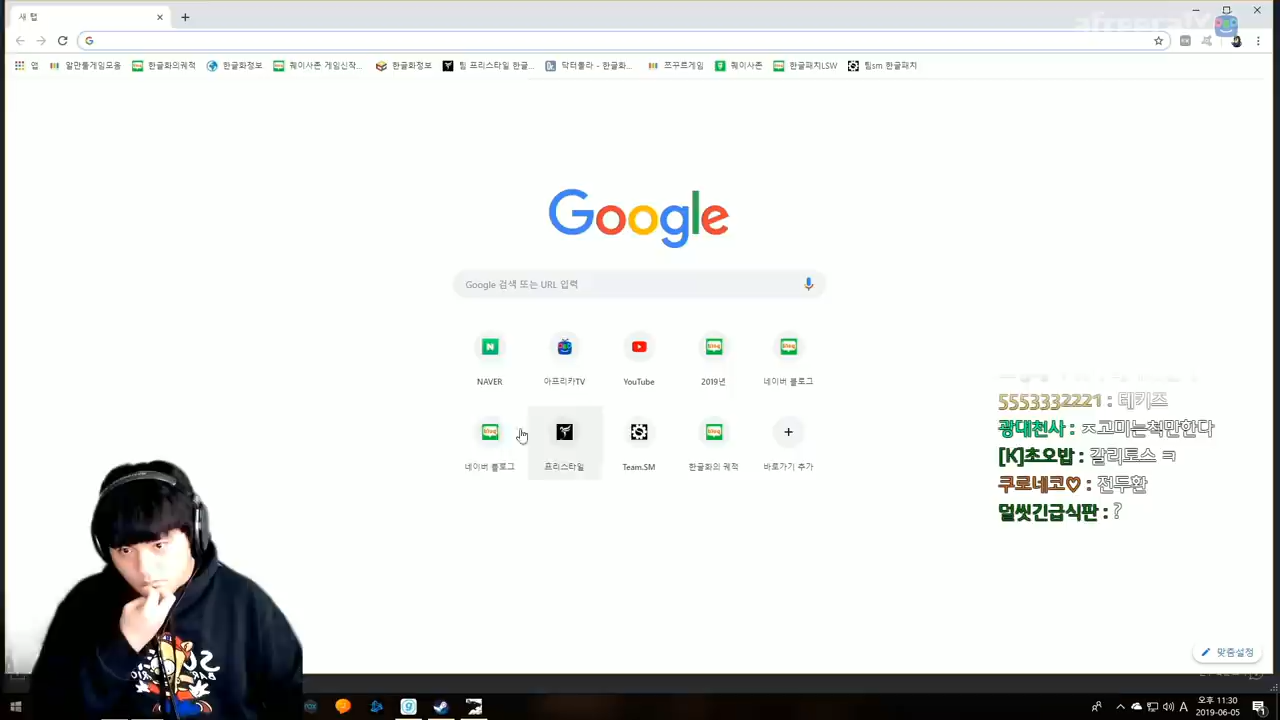 새 탭
afreecaTV
앱
알만툴게임모음
한글화의궤적
한글화정보
퀘이사존 게임신작...
한글화정보
팀 프리스타일 한글...
닥터툴라 - 한글화...
쯔꾸르게임
퀘이사존
한글패치LSW
팀sm 한글패치
Google
Google 검색 또는 URL 입력
NAVER
아프리카TV
YouTube
2019년
네이버 블로그
네이버 블로그
프리스타일
Team.SM
한글화의 궤적
바로가기 추가
5553332221 : 테키즈
광대천사 : ㅈ고마는척만한다
[K]초오밥 : 갈리토스 ㅋ
쿠로네코♡ : 전두환
덜씻긴급식판 : ?
맞춤설정
A
오후 11:30
2019-06-05